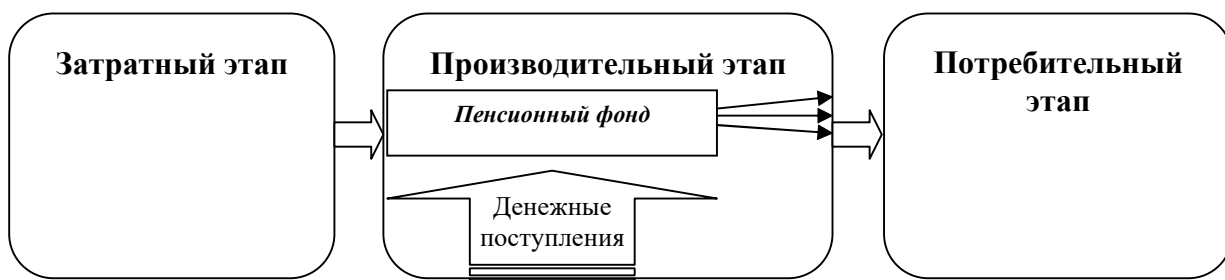 Затратный этап
Производительный этап
Пенсионный фонд
Денежные
поступления
Потребительный
этап